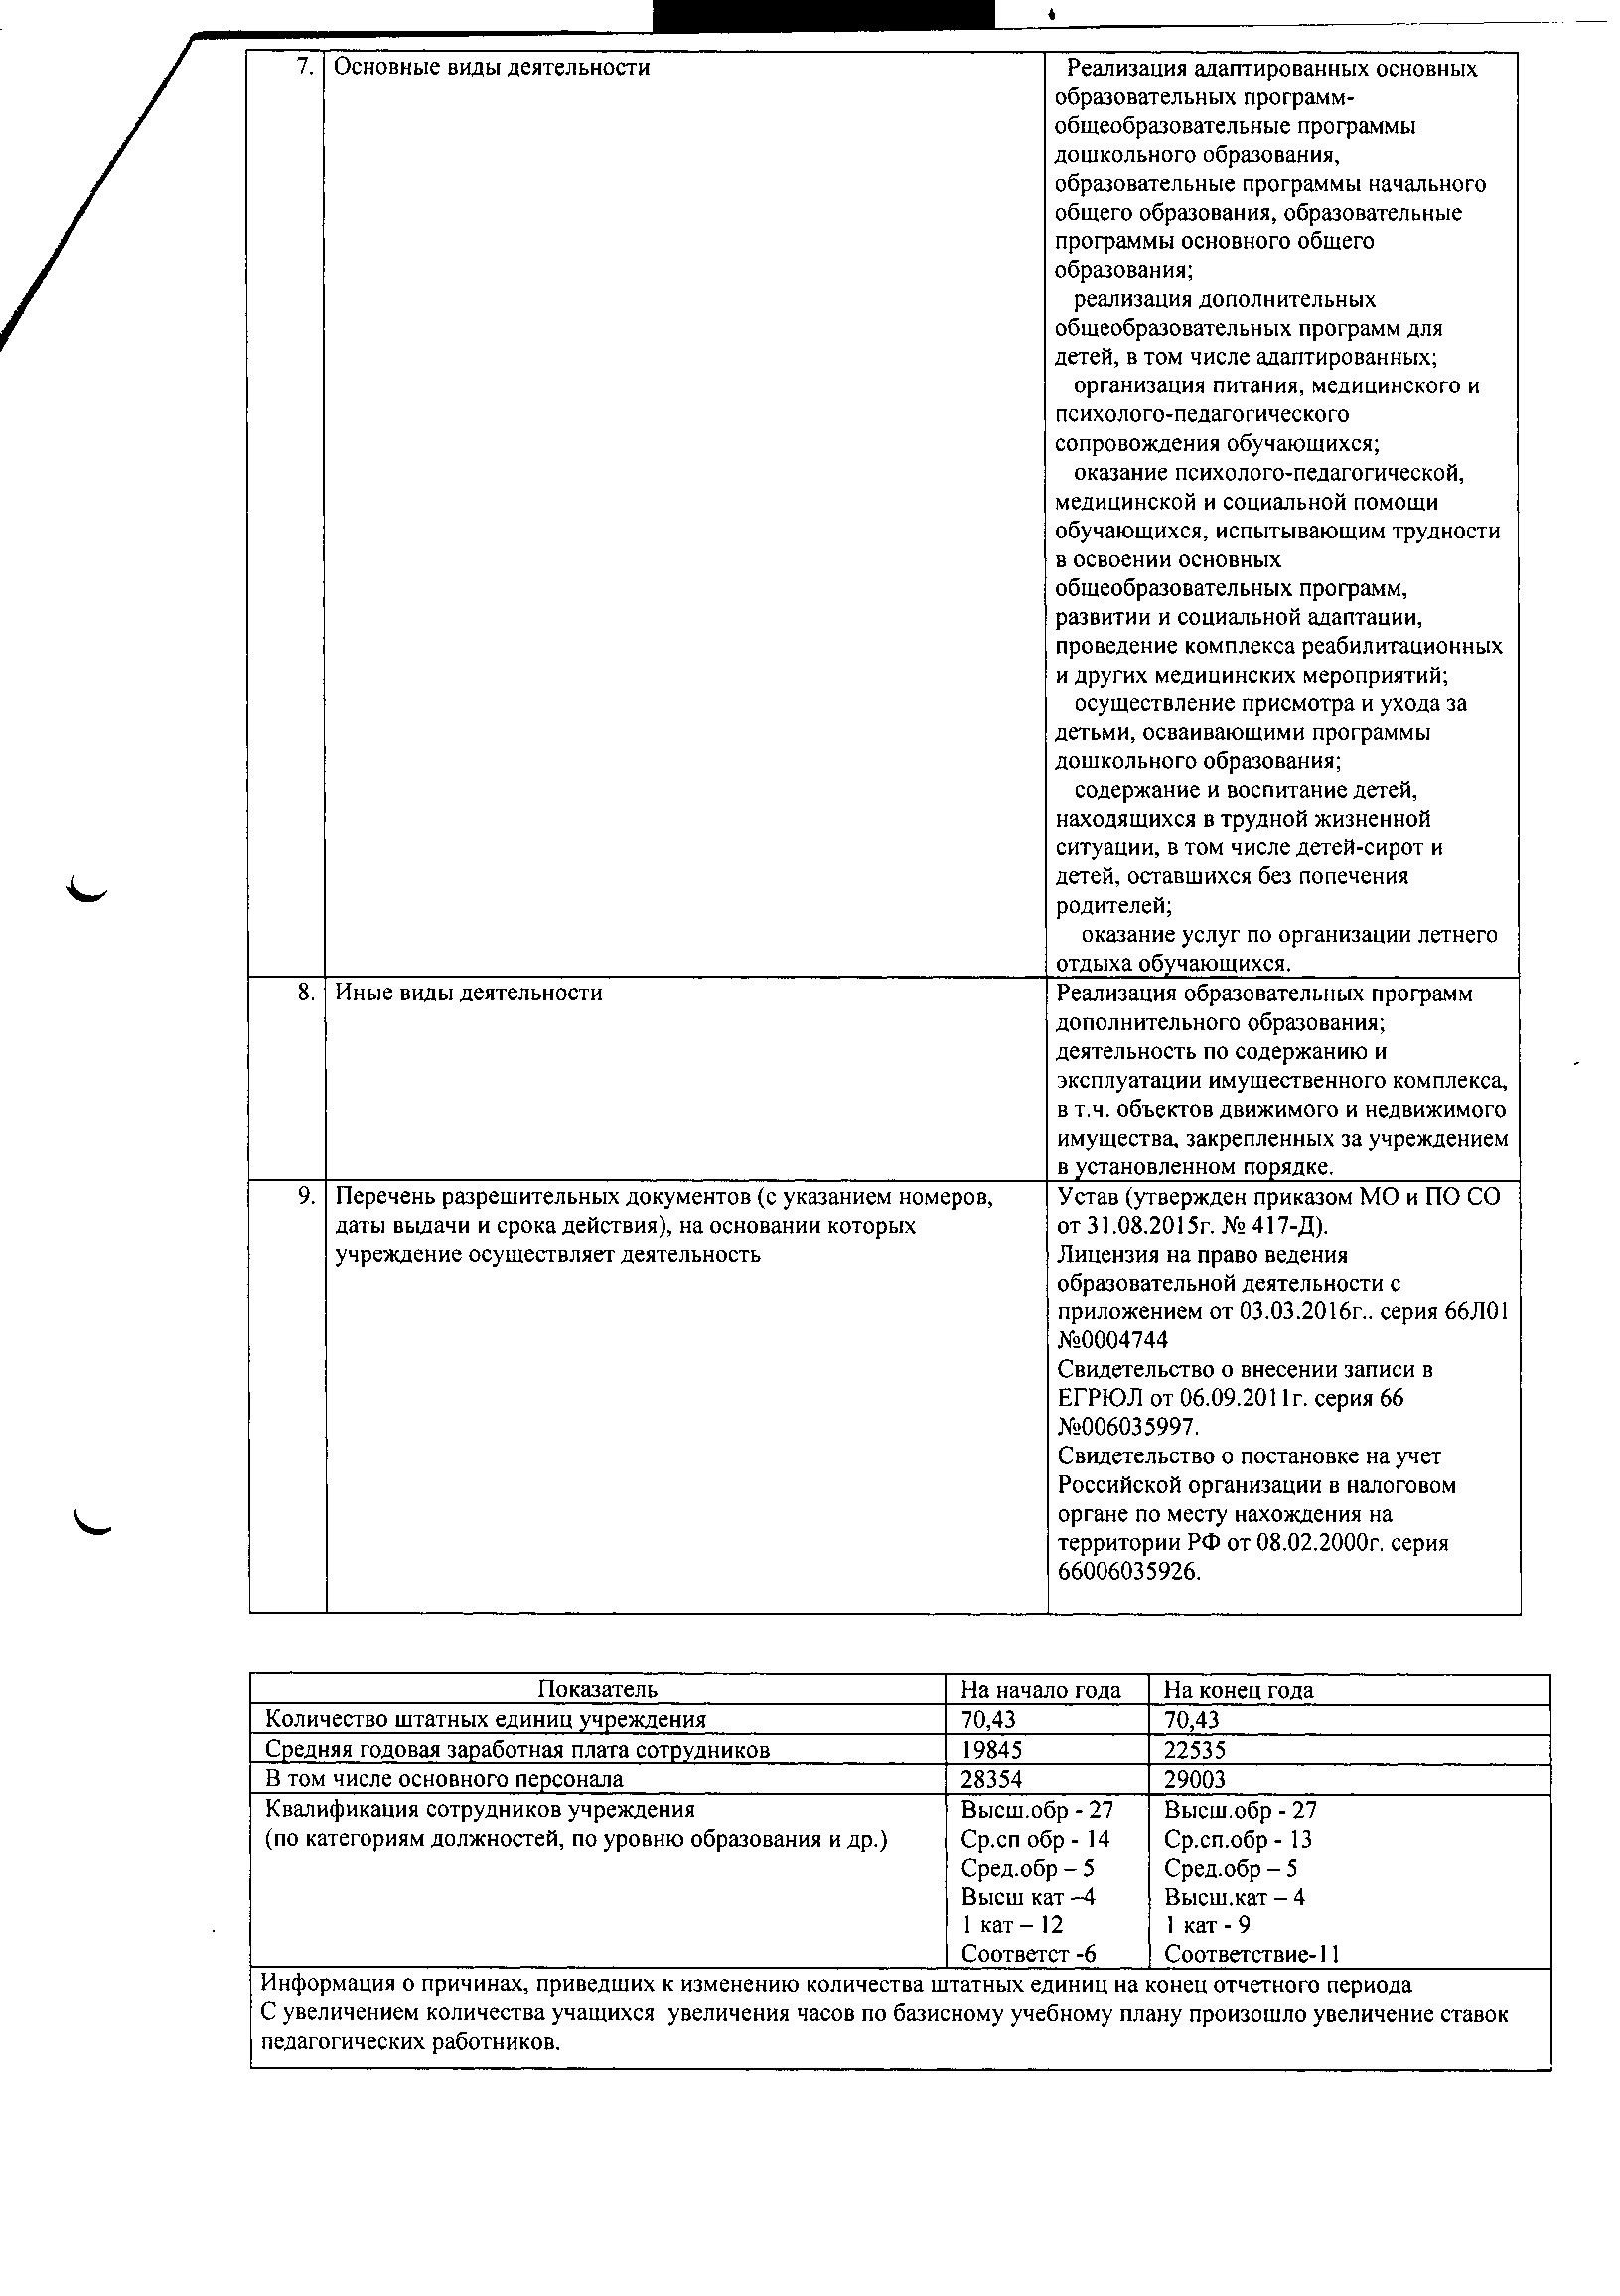 7. Основные виды деятельности
Реализация адаптированных основных
образовательных программ-
общеобразовательные программы
дошкольного образования,
образовательные программы начального
общего образования, образовательные
программы основного общего
образования;
реализация дополнительных
общеобразовательных программ для
детей, в том числе адаптированных;
организация питания, медицинского и
психолого-педагогического
сопровождения обучающихся;
оказание психолого-педагогической,
медицинской и социальной помощи
обучающихся, испытывающим трудности
в освоении основных
общеобразовательных программ,
развитии и социальной адаптации,
проведение комплекса реабилитационных
и других медицинских мероприятий;
осуществление присмотра и ухода за
детьми, осваивающими программы
дошкольного образования;
содержание и воспитание детей,
находящихся в трудной жизненной
ситуации, в том числе детей-сирот и
детей, оставшихся без попечения
родителей;
оказание услуг по организации летнего
отдыха обучающихся.
8. Иные виды деятельности
Реализация образовательных программ
дополнительного образования;
деятельность по содержанию и
эксплуатации имущественного комплекса,
в т.ч. объектов движимого и недвижимого
имущества, закрепленных за учреждением
в установленном порядке.
9. Перечень разрешительных документов (с указанием номеров,
даты выдачи и срока действия), на основании которых
учреждение осуществляет деятельность
Устав (утвержден приказом МО и ПО СО
от 31.08.2015г. № 417-Д).
Лицензия на право ведения
образовательной деятельности с
приложением от 03.03.2016г.. серия 66Л01
№0004744
Свидетельство о внесении записи в
ЕГРЮЛ от 06.09.2011г. серия 66
№006035997.
Свидетельство о постановке на учет
Российской организации в налоговом
органе по месту нахождения на
территории РФ от 08.02.2000г. серия
66006035926.
Показатель На начало года На конец года
Количество штатных единиц учреждения 70,43 70,43
Средняя годовая заработная плата сотрудников 19845 22535
В том числе основного персонала 28354 29003
Квалификация сотрудников учреждения Высш.обр - 27 Высш.обр - 27
(по категориям должностей, по уровню образования и др.) Ср.сп обр - 14 Ср.сп.обр - 13
Сред.обр – 5 Сред.обр – 5
Высш кат –4 Высш.кат – 4
1 кат – 12 1 кат - 9
Соответст -6 Соответствие-11
Информация о причинах, приведших к изменению количества штатных единиц на конец отчетного периода
С увеличением количества учащихся увеличения часов по базисному учебному плану произошло увеличение ставок
педагогических работников.